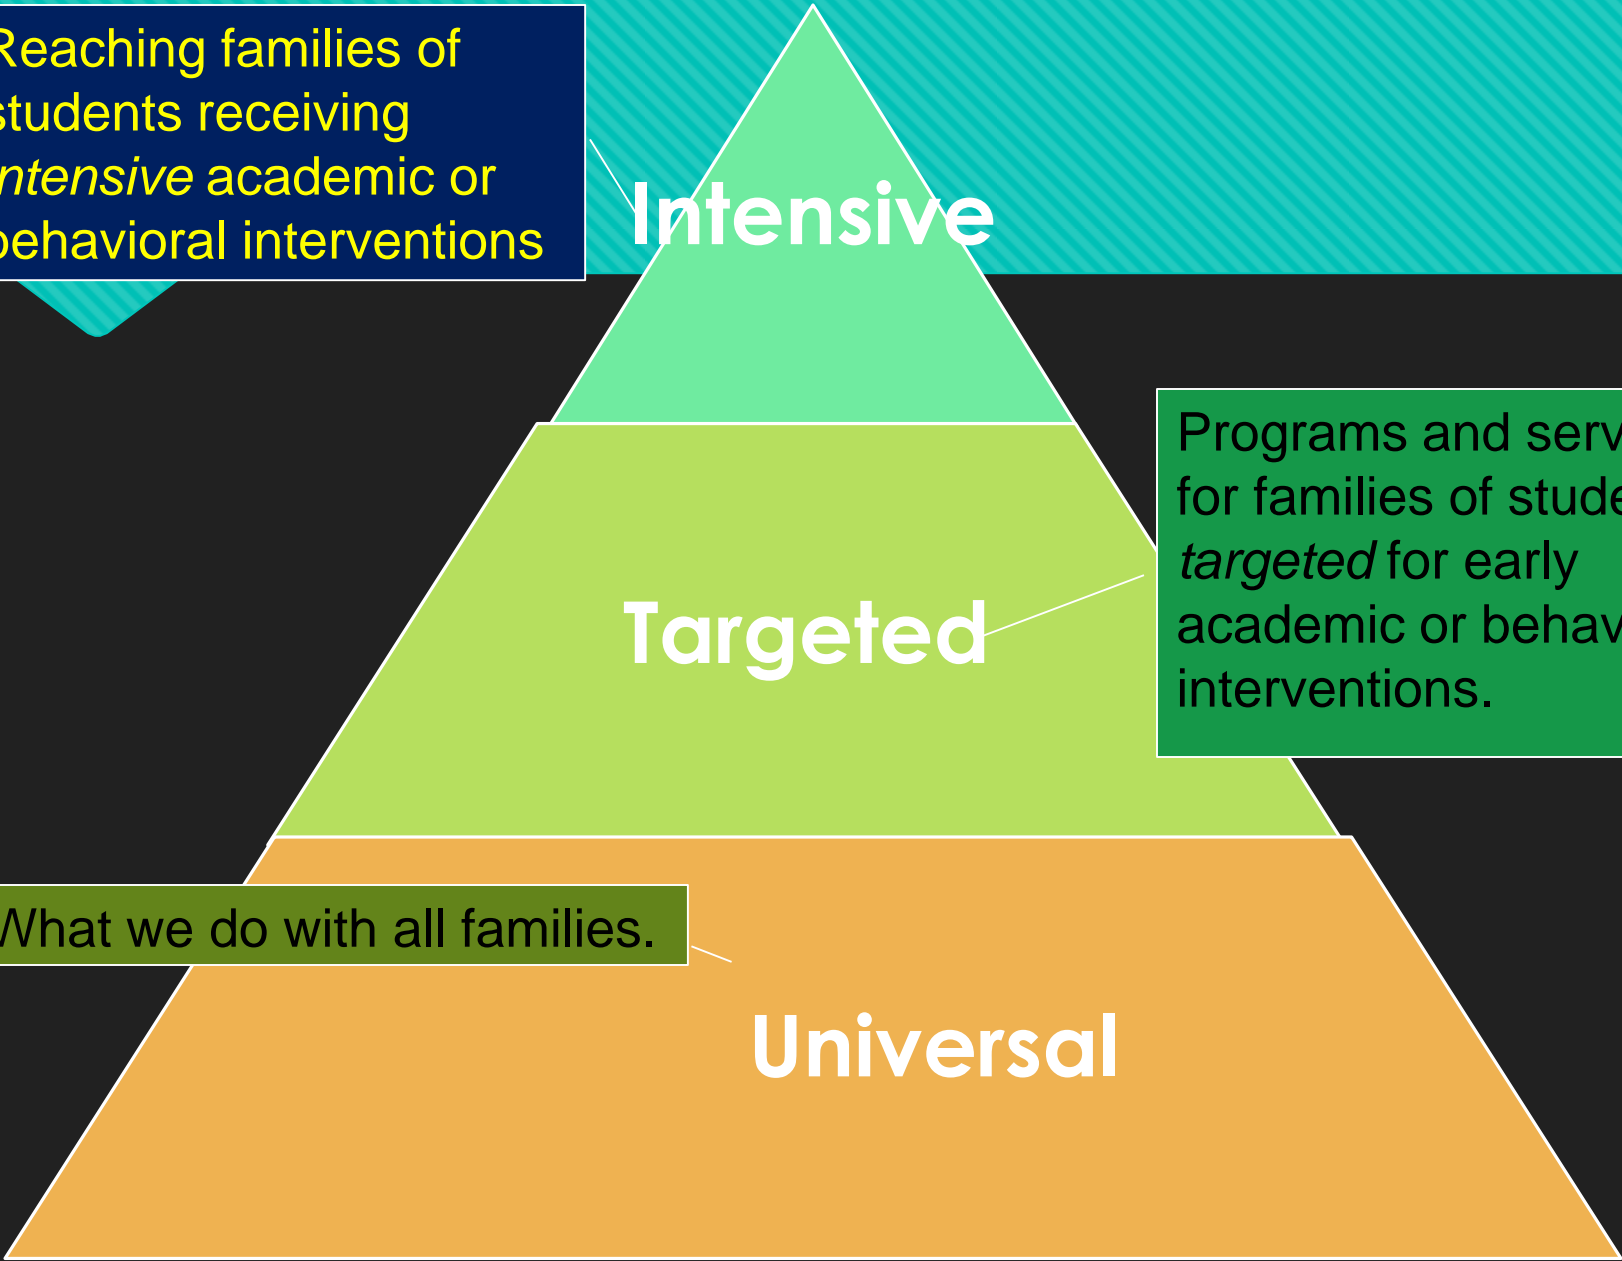 Reaching families of
students receiving
intensive academic or
behavioral interventions
Intensive
Programs and serv
for families of stude
targeted for early
academic or behav
interventions.
Targeted
What we do with all families.
Universal